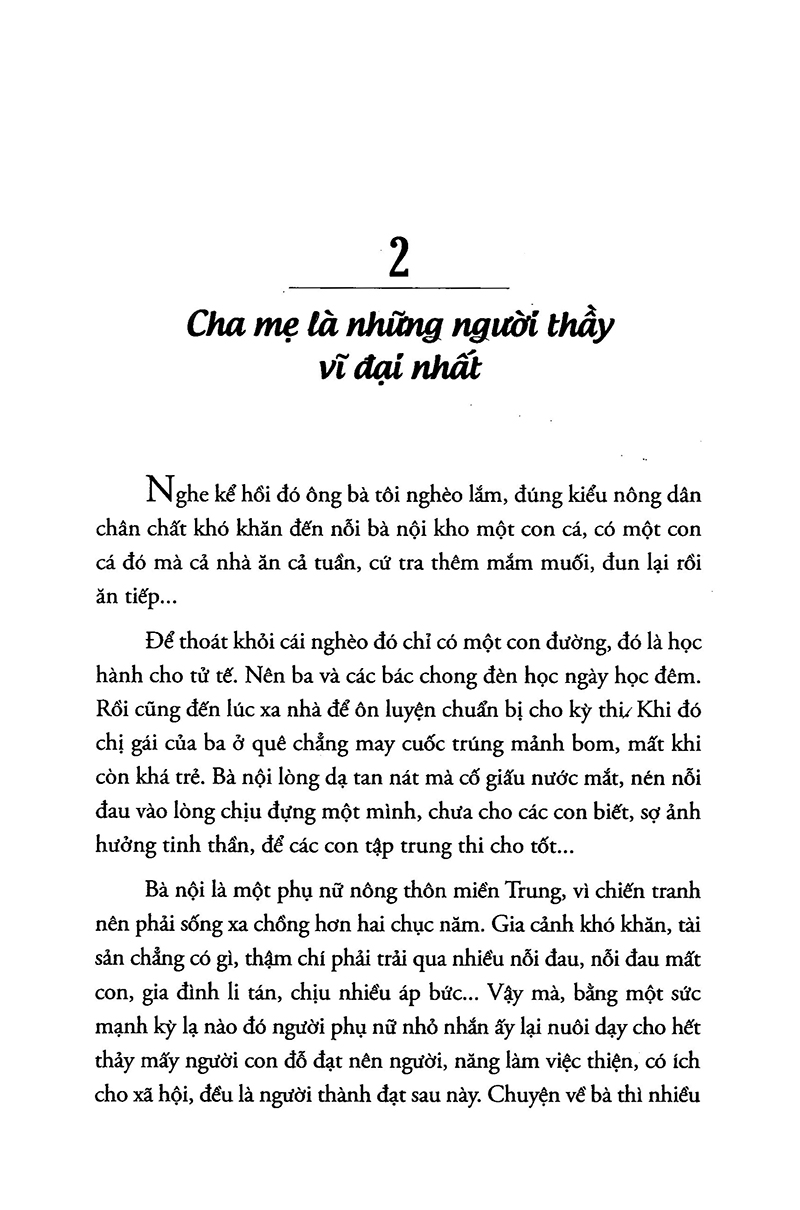 2
Cha mẹ là những người thầy
vĩ đại nhất
Nghe kể hồi đó ông bà tôi nghèo lắm, đúng kiểu nông dân
chân chất khó khăn đến nỗi bà nội kho một con cá, có một con
cá đó mà cả nhà ăn cả tuần, cứ tra thêm mắm muối, đun lại rồi
ăn tiếp...
Để thoát khỏi cái nghèo đó chỉ có một con đường, đó là học
hành cho tử tế. Nên ba và các bác chong đèn học ngày học đêm.
Rồi cũng đến lúc xa nhà để ôn luyện chuẩn bị cho kỳ thi. Khi đó
chị gái của ba ở quê chẳng may cuốc trúng mảnh bom, mất khi
còn khá trẻ. Bà nội lòng dạ tan nát mà cố giấu nước mắt, nén nỗi
đau vào lòng chịu đựng một mình, chưa cho các con biết, sợ ảnh
hưởng tinh thần, để các con tập trung thi cho tốt...
Bà nội là một phụ nữ nông thôn miền Trung, vì chiến tranh
nên phải sống xa chồng hơn hai chục năm. Gia cảnh khó khăn, tài
sản chẳng có gì, thậm chí phải trải qua nhiều nỗi đau, nỗi đau mất
con, gia đình li tán, chịu nhiều áp bức... Vậy mà, bằng một sức
mạnh kỳ lạ nào đó người phụ nữ nhỏ nhắn ấy lại nuôi dạy cho hết
thảy mấy người con đỗ đạt nên người, năng làm việc thiện, có ích
cho xã hội, đều là người thành đạt sau này. Chuyện về bà thì nhiều